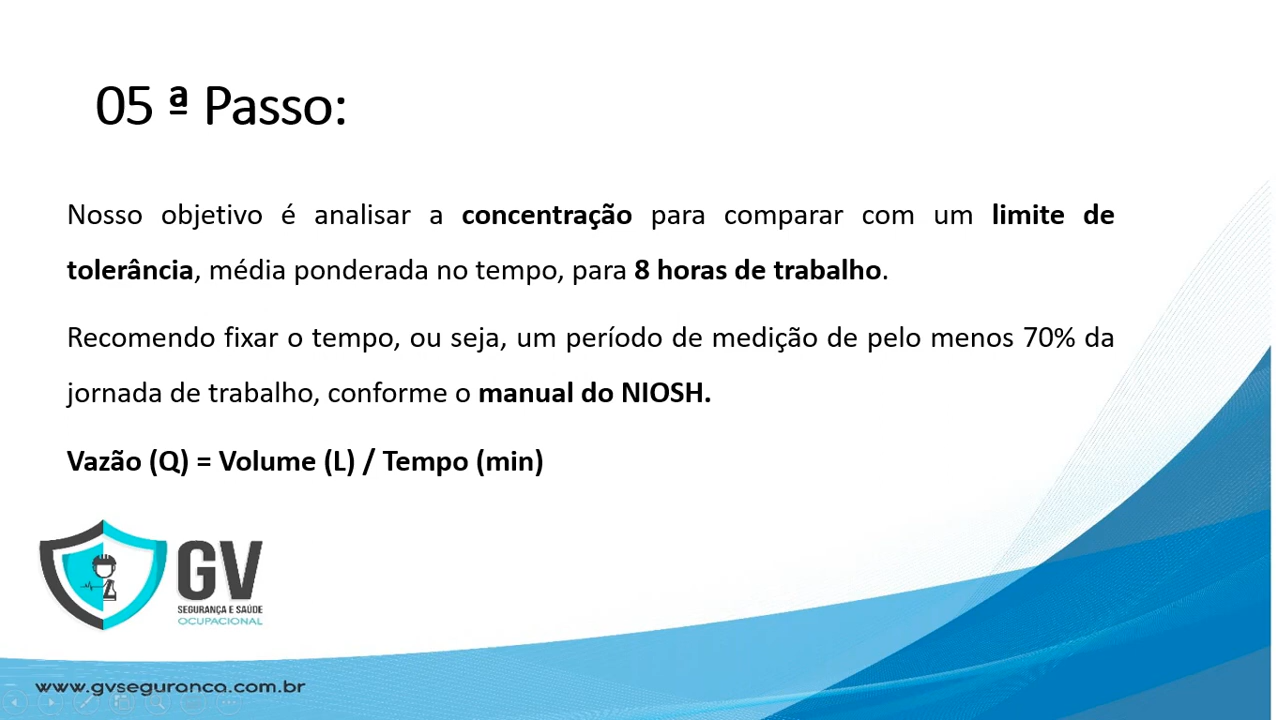 05 ª Passo:
Nosso objetivo é analisar a concentração para comparar com um limite de
tolerância, média ponderada no tempo, para 8 horas de trabalho.
Recomendo fixar o tempo, ou seja, um período de medição de pelo menos 70% da
jornada de trabalho, conforme o manual do NIOSH.
Vazão (Q) = Volume (L) / Tempo (min)
GV
SEGURANÇA E SAÚDE
OCUPACIONAL
www.gvseguranca.com.br